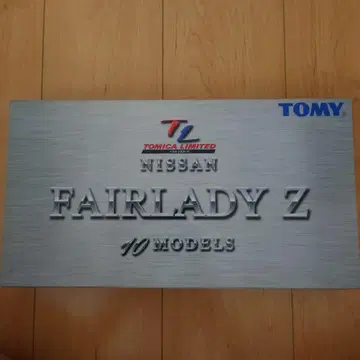 TOMY
TL
TOMICA LIMITED
NISSAN
FAIRLADY Z
10 MODELS